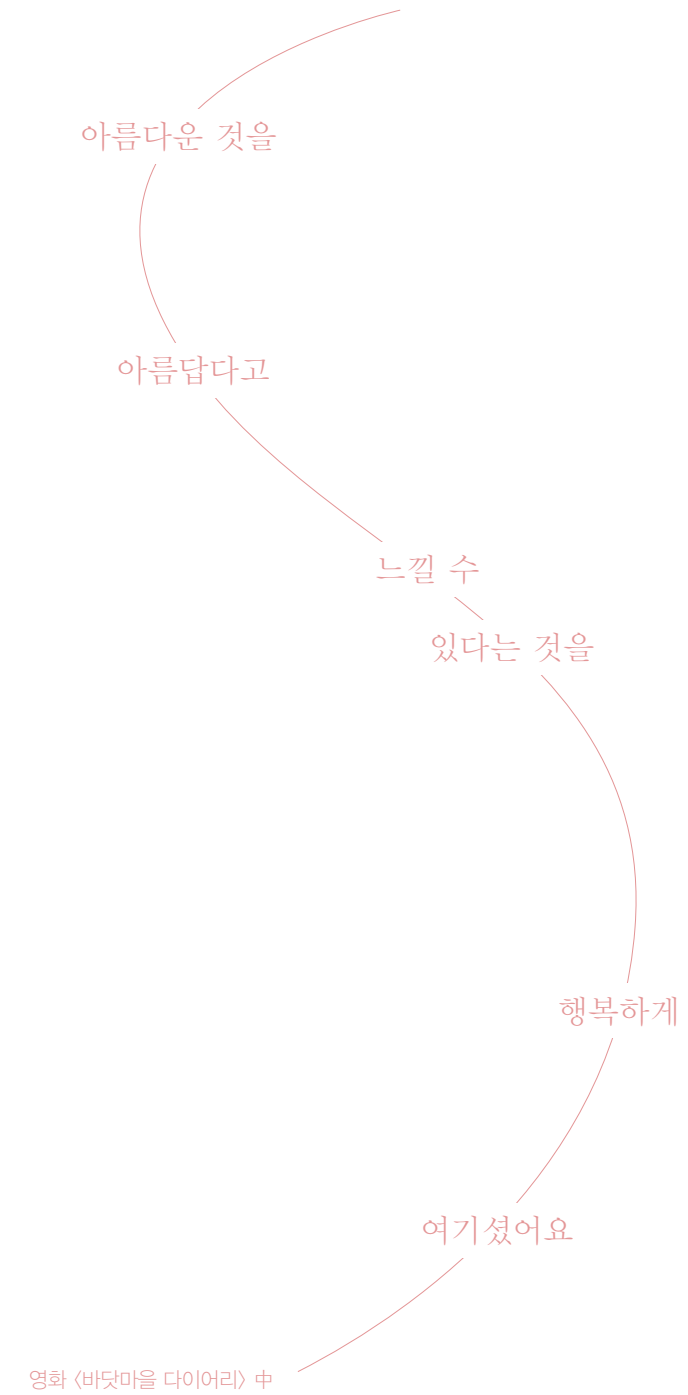 아름다운 것을
아름답다고
느낄 수
있다는 것을
행복하게
여기셨어요
영화 〈바닷마을 다이어리〉 中